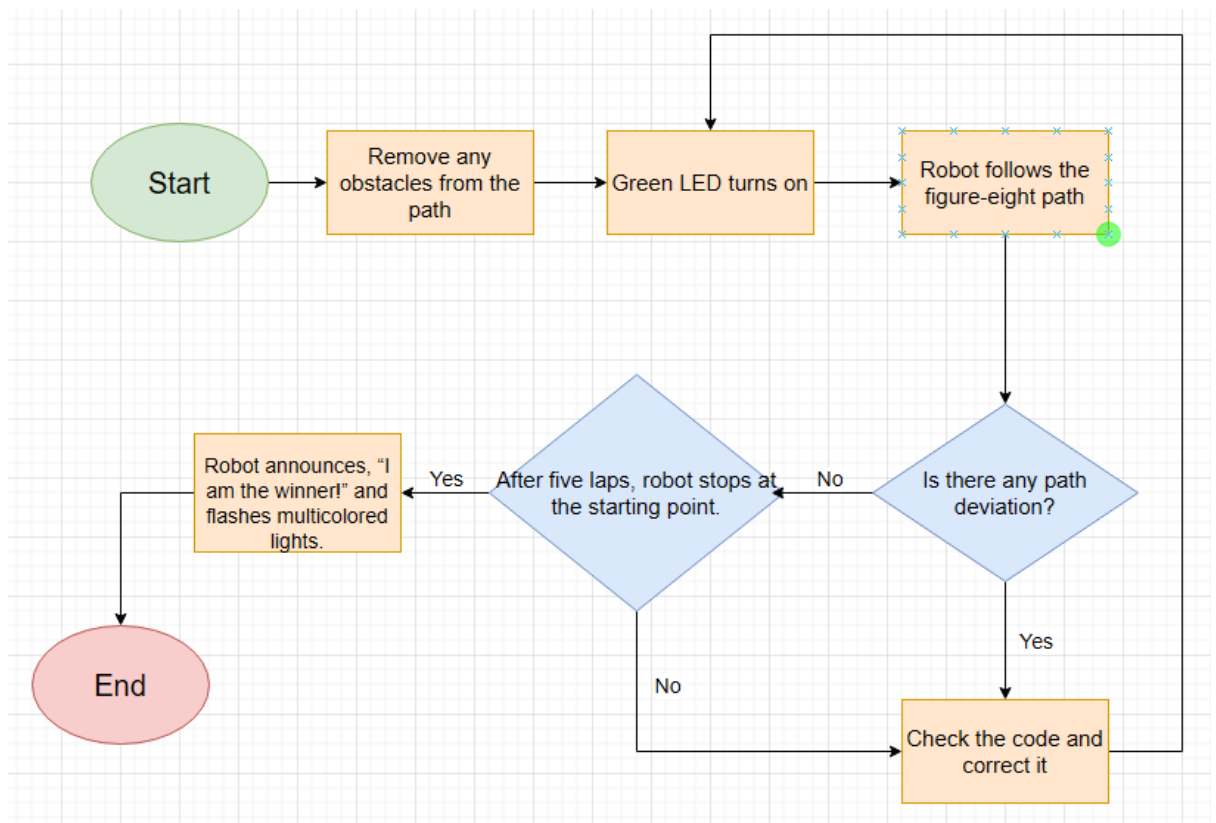 Start
Remove any
obstacles from the
path
Green LED turns on
Robot follows the
figure-eight path
Is there any path
deviation?
No
After five laps, robot stops at
the starting point.
Yes
Robot announces, “I
am the winner!” and
flashes multicolored
lights.
End
No
Yes
Check the code and
correct it